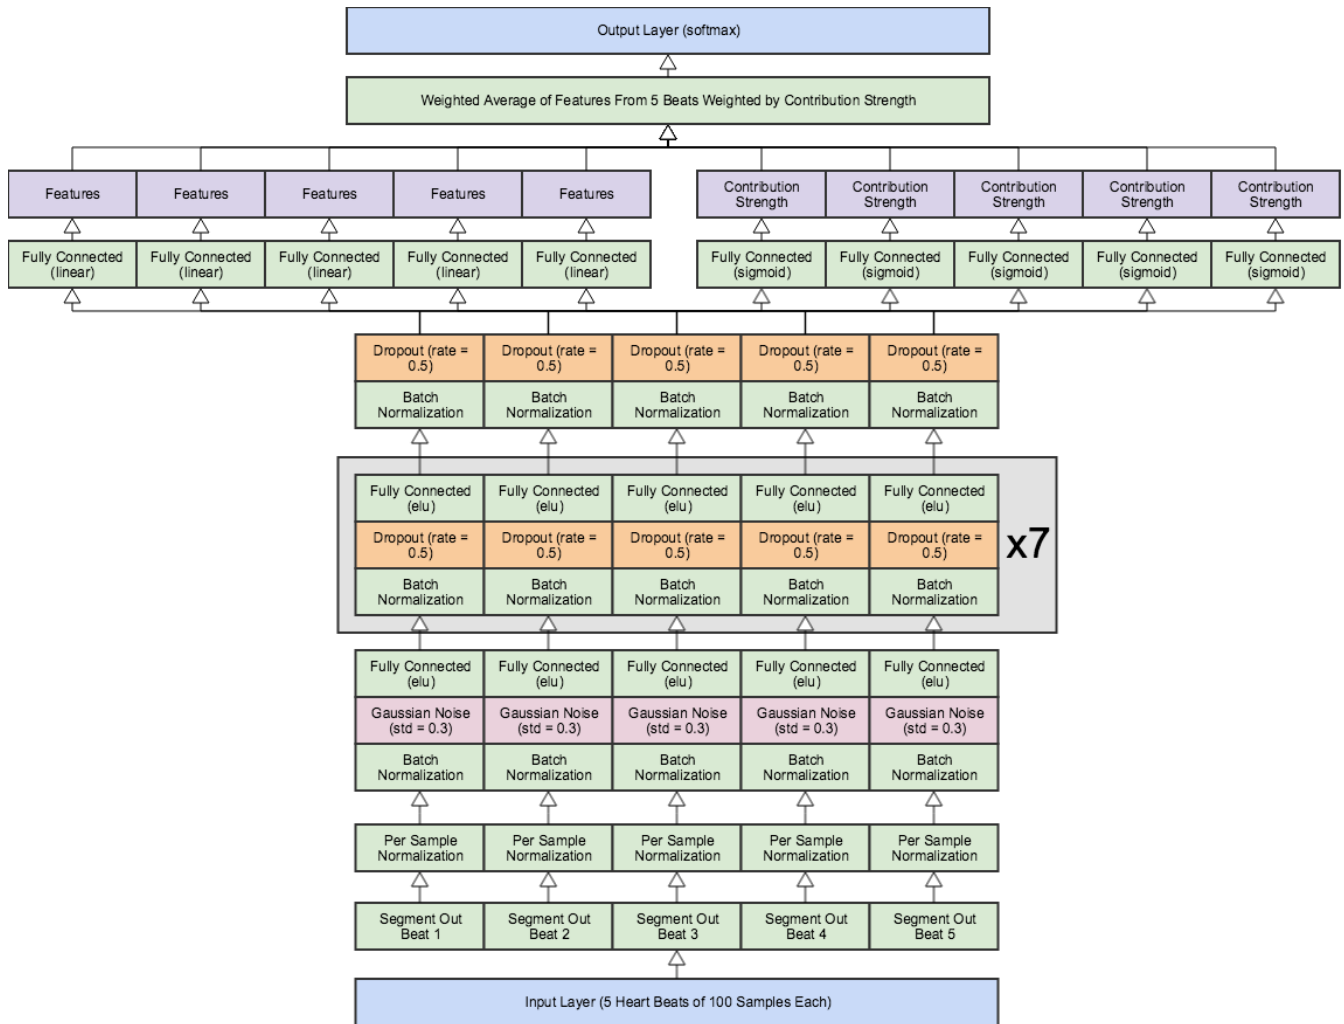 Output Layer (softmax)
Weighted Average of Features From 5 Beats Weighted by Contribution Strength
Features
Features
Features
Features
Features
Contribution
Strength
Contribution
Strength
Contribution
Strength
Contribution
Strength
Contribution
Strength
Fully Connected
(linear)
Fully Connected
(linear)
Fully Connected
(linear)
Fully Connected
(linear)
Fully Connected
(linear)
Fully Connected
(sigmoid)
Fully Connected
(sigmoid)
Fully Connected
(sigmoid)
Fully Connected
(sigmoid)
Fully Connected
(sigmoid)
Dropout (rate =
0.5)
Dropout (rate =
0.5)
Dropout (rate =
0.5)
Dropout (rate =
0.5)
Dropout (rate =
0.5)
Batch
Normalization
Batch
Normalization
Batch
Normalization
Batch
Normalization
Batch
Normalization
Fully Connected
(elu)
Fully Connected
(elu)
Fully Connected
(elu)
Fully Connected
(elu)
Fully Connected
(elu)
Dropout (rate =
0.5)
Dropout (rate =
0.5)
Dropout (rate =
0.5)
Dropout (rate =
0.5)
Dropout (rate =
0.5)
x7
Batch
Normalization
Batch
Normalization
Batch
Normalization
Batch
Normalization
Batch
Normalization
Fully Connected
(elu)
Fully Connected
(elu)
Fully Connected
(elu)
Fully Connected
(elu)
Fully Connected
(elu)
Gaussian Noise
(std = 0.3)
Gaussian Noise
(std = 0.3)
Gaussian Noise
(std = 0.3)
Gaussian Noise
(std = 0.3)
Gaussian Noise
(std = 0.3)
Batch
Normalization
Batch
Normalization
Batch
Normalization
Batch
Normalization
Batch
Normalization
Per Sample
Normalization
Per Sample
Normalization
Per Sample
Normalization
Per Sample
Normalization
Per Sample
Normalization
Segment Out
Beat 1
Segment Out
Beat 2
Segment Out
Beat 3
Segment Out
Beat 4
Segment Out
Beat 5
Input Layer (5 Heart Beats of 100 Samples Each)